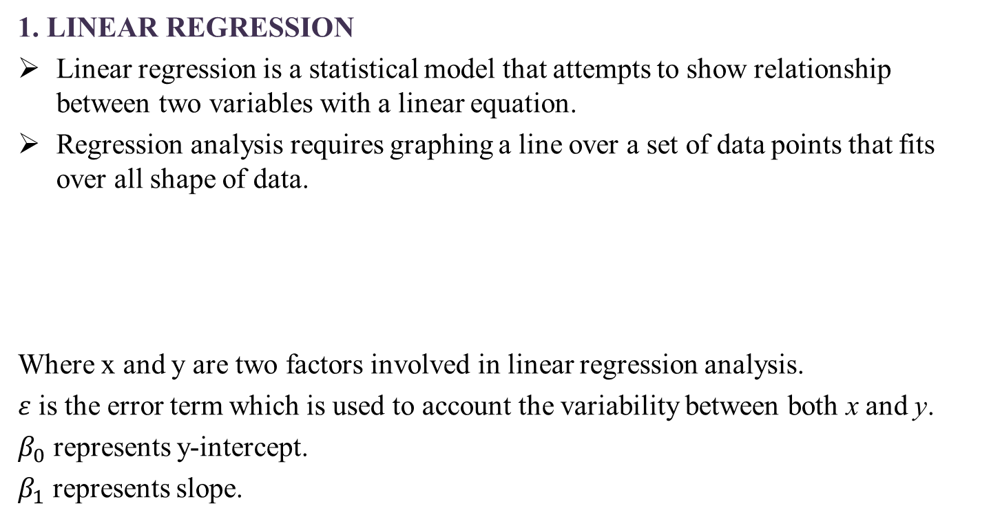 1. LINEAR REGRESSION
➢ Linear regression is a statistical model that attempts to show relationship
between two variables with a linear equation.
➢ Regression analysis requires graphing a line over a set of data points that fits
over all shape of data.
Where x and y are two factors involved in linear regression analysis.
ε is the error term which is used to account the variability between both x and y.
β₀ represents y-intercept.
β₁ represents slope.